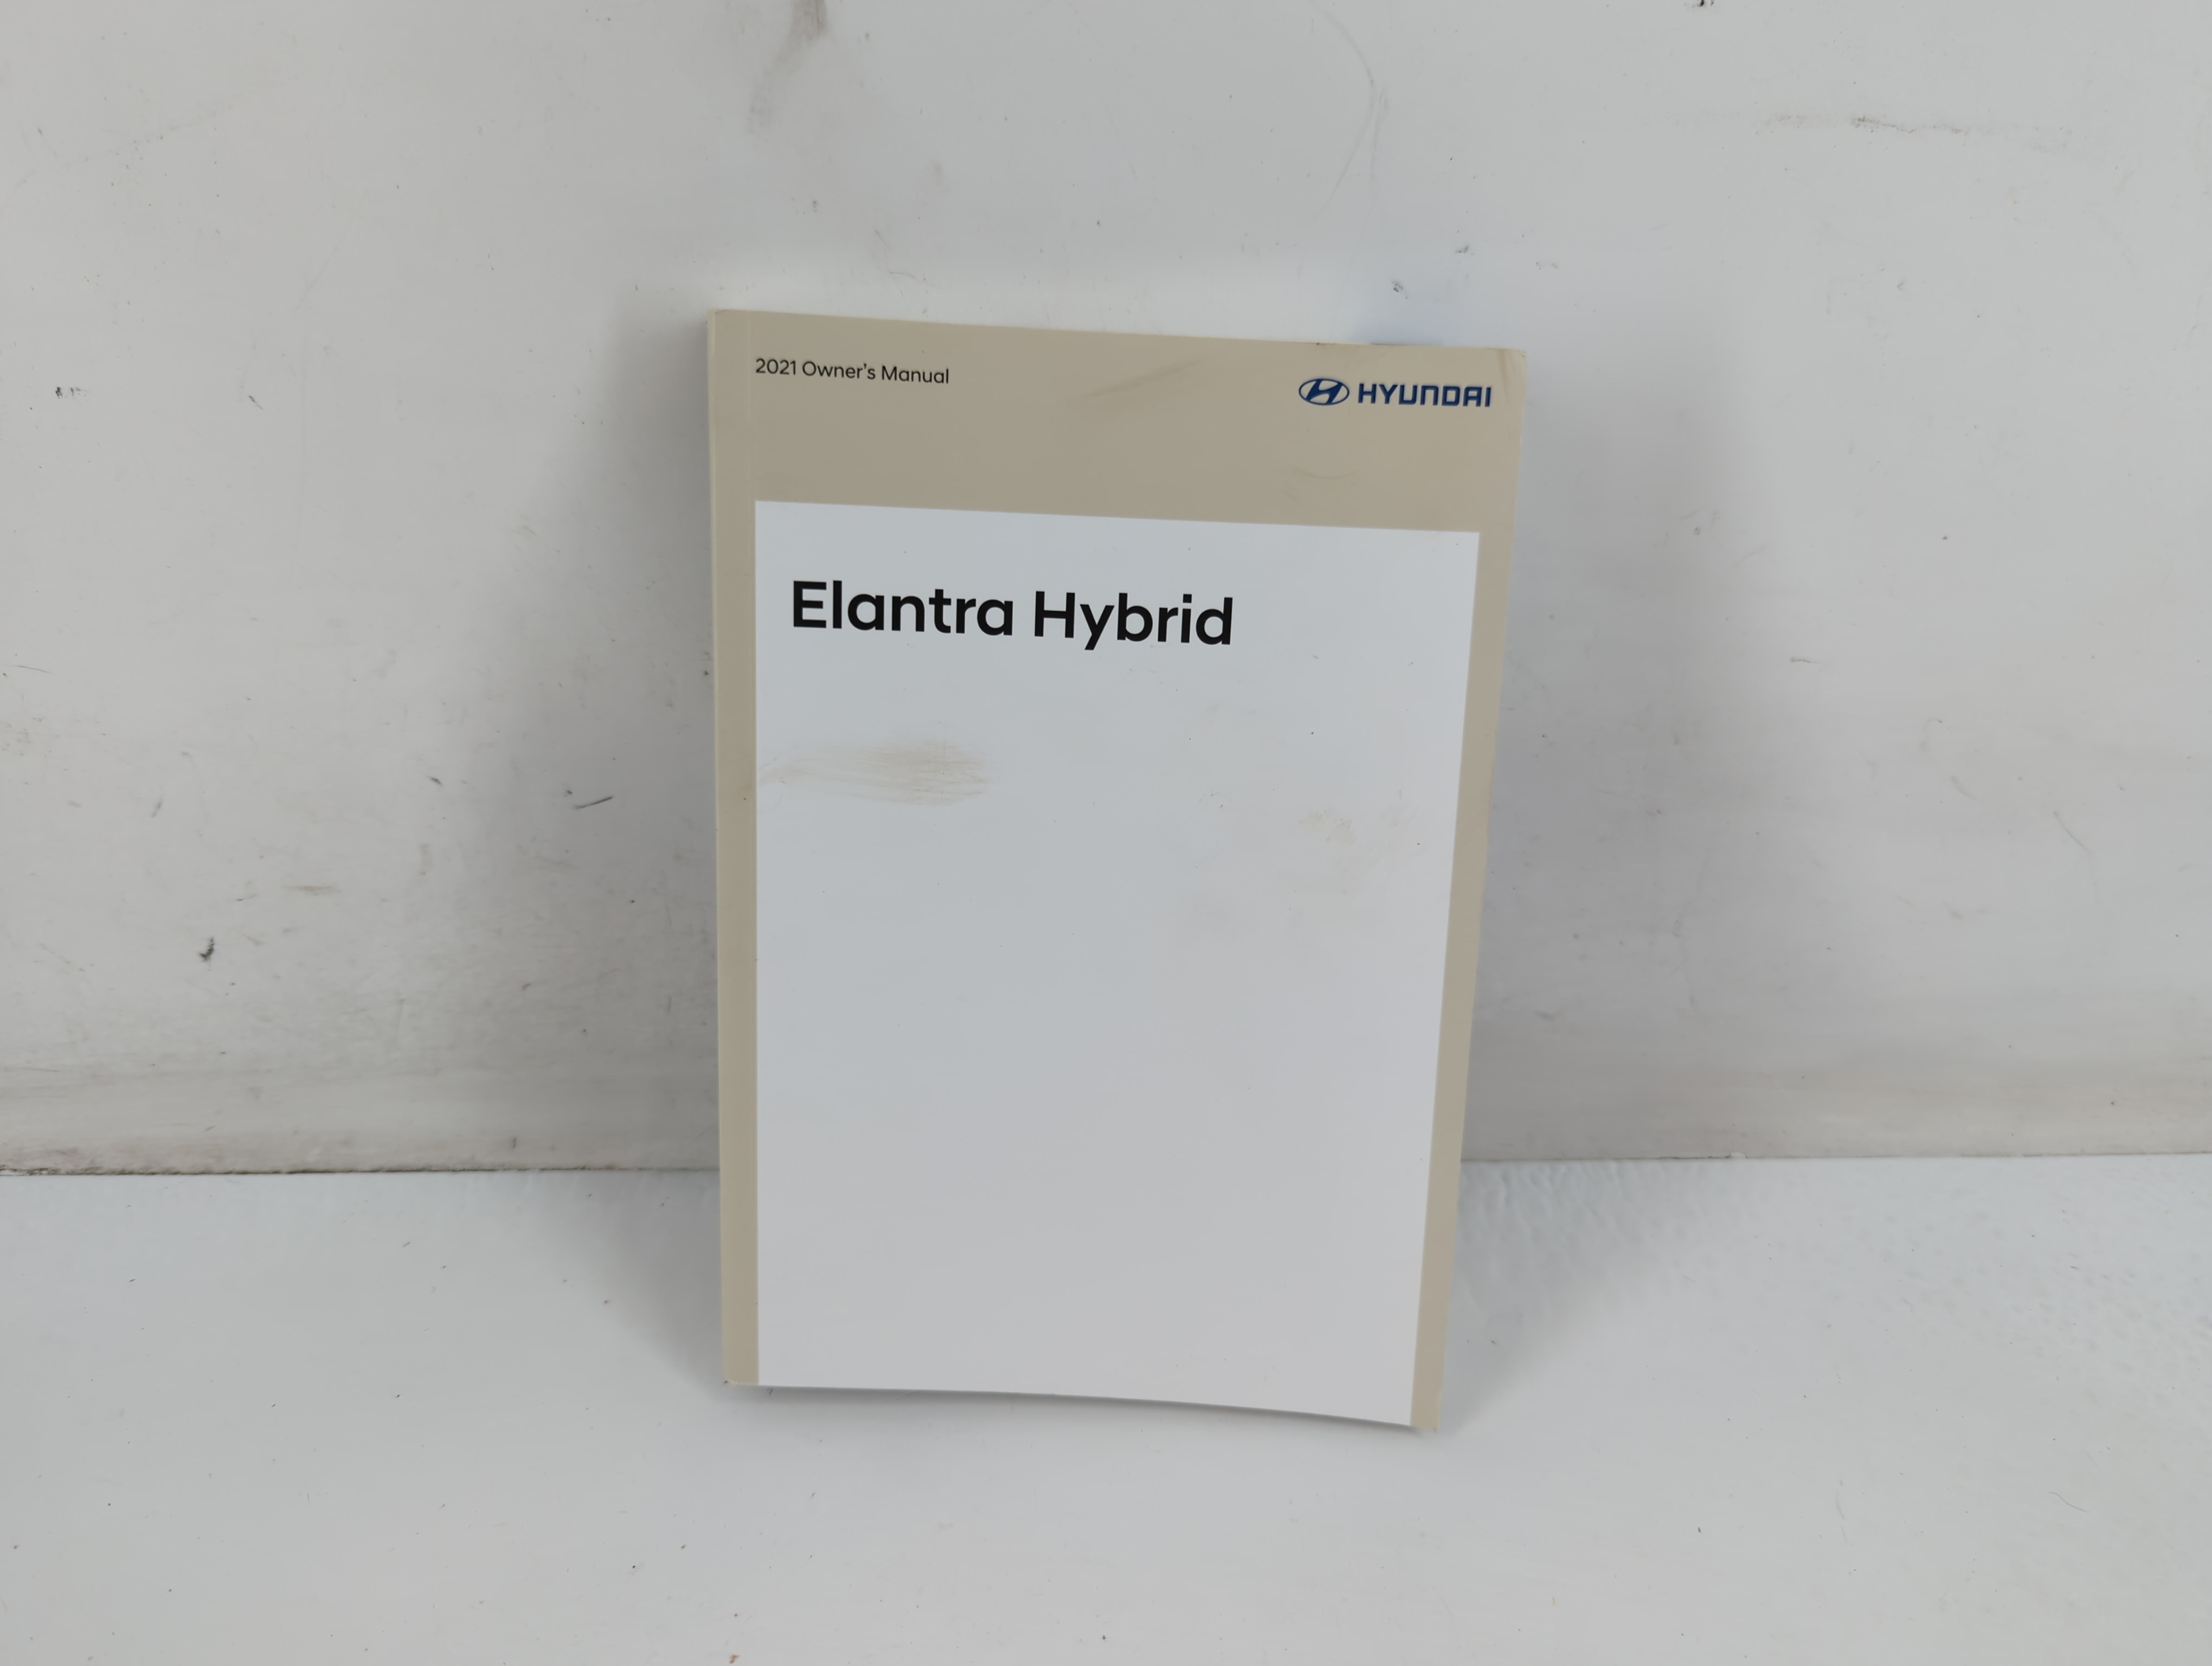 2021 Owner's Manual
HYUNDAI
Elantra Hybrid